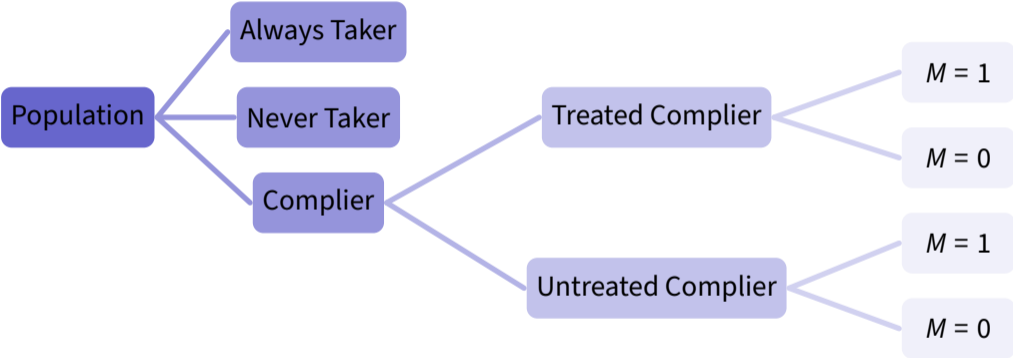 Population
Always Taker
Never Taker
Complier
Treated Complier
Untreated Complier
M = 1
M = 0
M = 1
M = 0